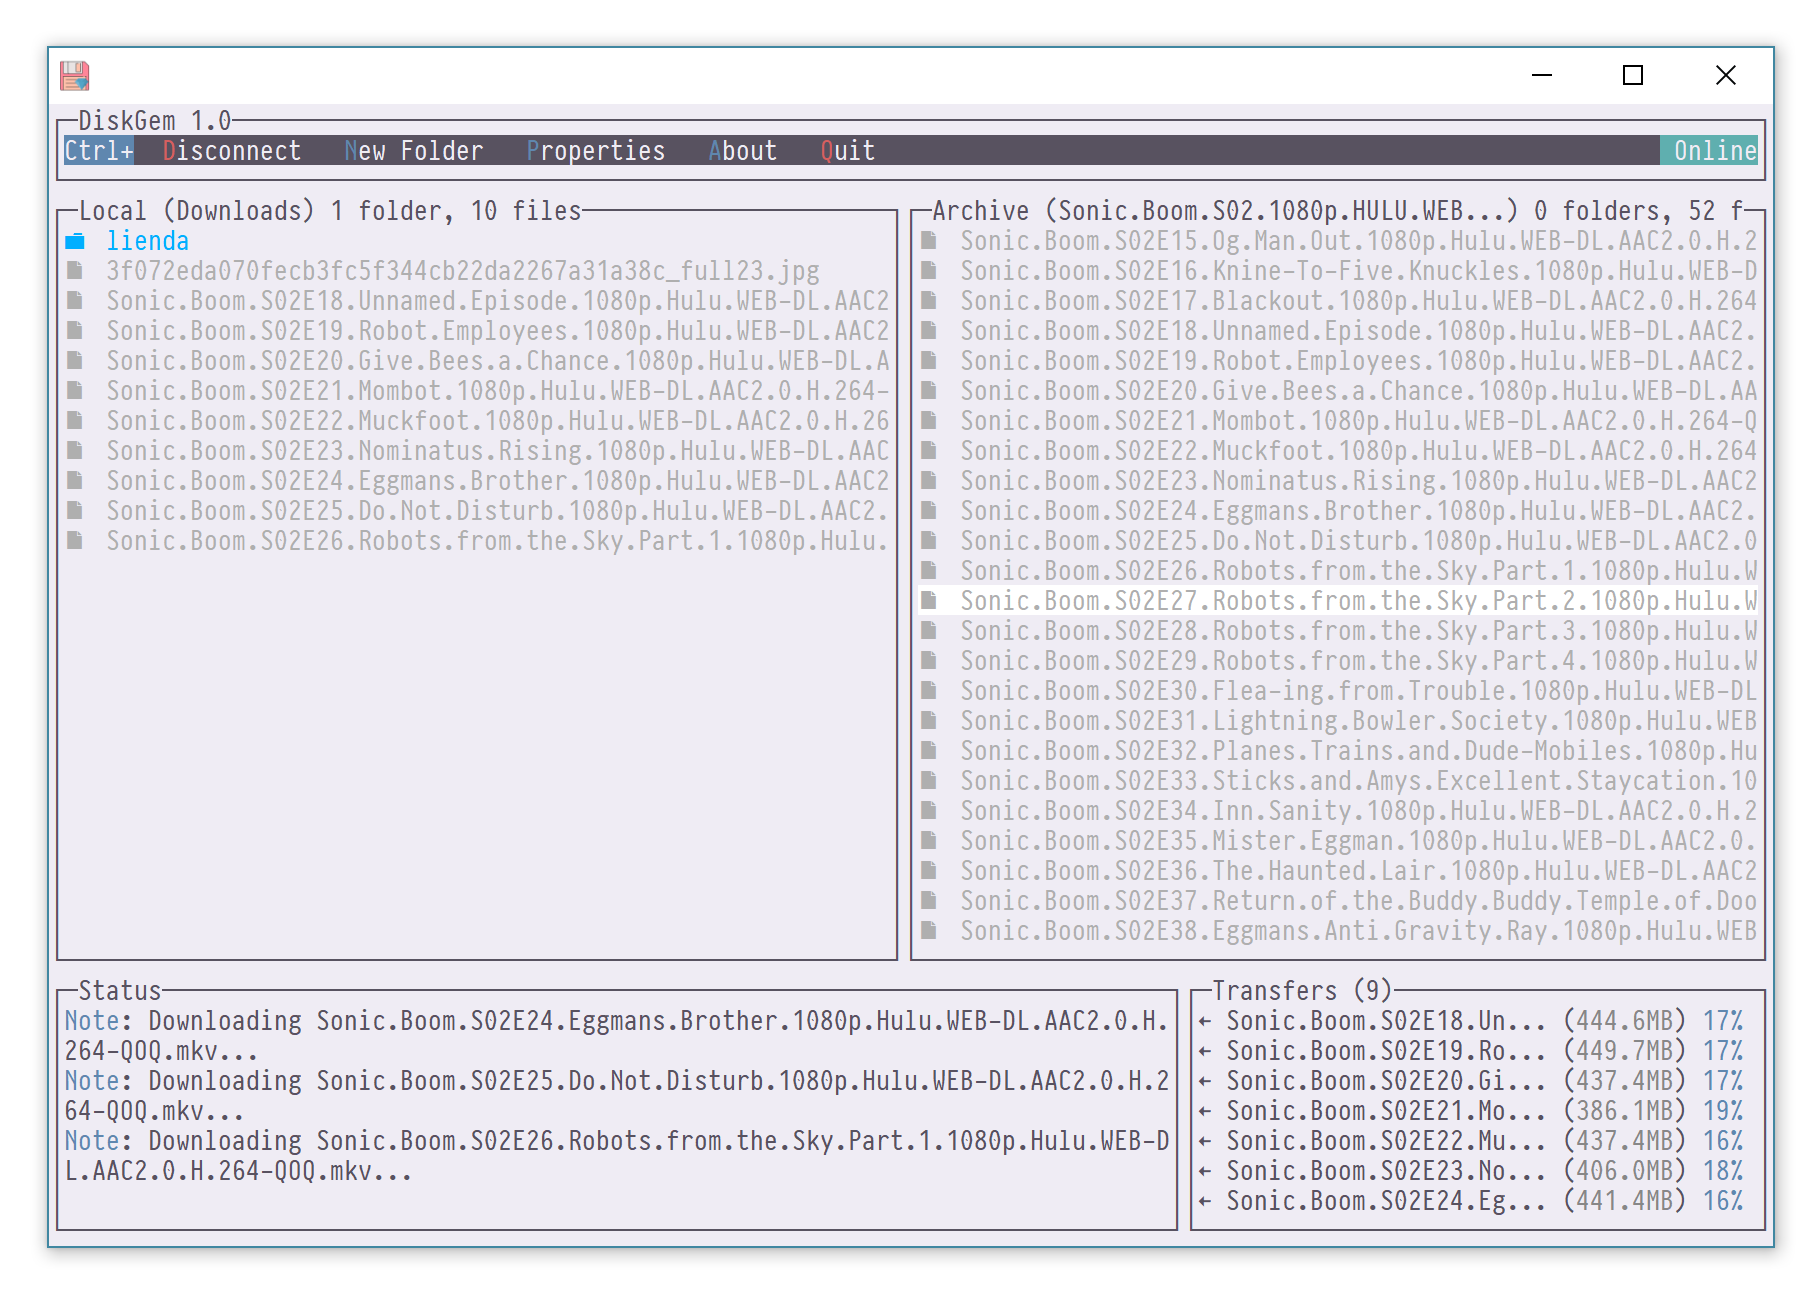 DiskGem 1.0
Ctrl+ Disconnect New Folder Properties About Quit Online
Local (Downloads) 1 folder, 10 files
lienda
3f072eda070fecb3fc5f344cb22da2267a31a38c_full23.jpg
Sonic.Boom.S02E18.Unnamed.Episode.1080p.Hulu.WEB-DL.AAC2
Sonic.Boom.S02E19.Robot.Employees.1080p.Hulu.WEB-DL.AAC2
Sonic.Boom.S02E20.Give.Bees.a.Chance.1080p.Hulu.WEB-DL.A
Sonic.Boom.S02E21.Mombot.1080p.Hulu.WEB-DL.AAC2.0.H.264-
Sonic.Boom.S02E22.Muckfoot.1080p.Hulu.WEB-DL.AAC2.0.H.26
Sonic.Boom.S02E23.Nominatus.Rising.1080p.Hulu.WEB-DL.AAC
Sonic.Boom.S02E24.Eggmans.Brother.1080p.Hulu.WEB-DL.AAC2
Sonic.Boom.S02E25.Do.Not.Disturb.1080p.Hulu.WEB-DL.AAC2.
Sonic.Boom.S02E26.Robots.from.the.Sky.Part.1.1080p.Hulu.
Archive (Sonic.Boom.S02.1080p.HULU.WEB...) 0 folders, 52 f
Sonic.Boom.S02E15.Og.Man.Out.1080p.Hulu.WEB-DL.AAC2.0.H.2
Sonic.Boom.S02E16.Knine-To-Five.Knuckles.1080p.Hulu.WEB-D
Sonic.Boom.S02E17.Blackout.1080p.Hulu.WEB-DL.AAC2.0.H.264
Sonic.Boom.S02E18.Unnamed.Episode.1080p.Hulu.WEB-DL.AAC2.
Sonic.Boom.S02E19.Robot.Employees.1080p.Hulu.WEB-DL.AAC2.
Sonic.Boom.S02E20.Give.Bees.a.Chance.1080p.Hulu.WEB-DL.AA
Sonic.Boom.S02E21.Mombot.1080p.Hulu.WEB-DL.AAC2.0.H.264-Q
Sonic.Boom.S02E22.Muckfoot.1080p.Hulu.WEB-DL.AAC2.0.H.264
Sonic.Boom.S02E23.Nominatus.Rising.1080p.Hulu.WEB-DL.AAC2
Sonic.Boom.S02E24.Eggmans.Brother.1080p.Hulu.WEB-DL.AAC2.
Sonic.Boom.S02E25.Do.Not.Disturb.1080p.Hulu.WEB-DL.AAC2.0
Sonic.Boom.S02E26.Robots.from.the.Sky.Part.1.1080p.Hulu.W
Sonic.Boom.S02E27.Robots.from.the.Sky.Part.2.1080p.Hulu.W
Sonic.Boom.S02E28.Robots.from.the.Sky.Part.3.1080p.Hulu.W
Sonic.Boom.S02E29.Robots.from.the.Sky.Part.4.1080p.Hulu.W
Sonic.Boom.S02E30.Flea-ing.from.Trouble.1080p.Hulu.WEB-DL
Sonic.Boom.S02E31.Lightning.Bowler.Society.1080p.Hulu.WEB
Sonic.Boom.S02E32.Planes.Trains.and.Dude-Mobiles.1080p.Hu
Sonic.Boom.S02E33.Sticks.and.Amys.Excellent.Staycation.10
Sonic.Boom.S02E34.Inn.Sanity.1080p.Hulu.WEB-DL.AAC2.0.H.2
Sonic.Boom.S02E35.Mister.Eggman.1080p.Hulu.WEB-DL.AAC2.0.
Sonic.Boom.S02E36.The.Haunted.Lair.1080p.Hulu.WEB-DL.AAC2
Sonic.Boom.S02E37.Return.of.the.Buddy.Buddy.Temple.of.Doo
Sonic.Boom.S02E38.Eggmans.Anti.Gravity.Ray.1080p.Hulu.WEB
Status
Note: Downloading Sonic.Boom.S02E24.Eggmans.Brother.1080p.Hulu.WEB-DL.AAC2.0.H.
264-QOQ.mkv...
Note: Downloading Sonic.Boom.S02E25.Do.Not.Disturb.1080p.Hulu.WEB-DL.AAC2.0.H.2
64-QOQ.mkv...
Note: Downloading Sonic.Boom.S02E26.Robots.from.the.Sky.Part.1.1080p.Hulu.WEB-D
L.AAC2.0.H.264-QOQ.mkv...
Transfers (9)
← Sonic.Boom.S02E18.Un... (444.6MB) 17%
← Sonic.Boom.S02E19.Ro... (449.7MB) 17%
← Sonic.Boom.S02E20.Gi... (437.4MB) 17%
← Sonic.Boom.S02E21.Mo... (386.1MB) 19%
← Sonic.Boom.S02E22.Mu... (437.4MB) 16%
← Sonic.Boom.S02E23.No... (406.0MB) 18%
← Sonic.Boom.S02E24.Eg... (441.4MB) 16%